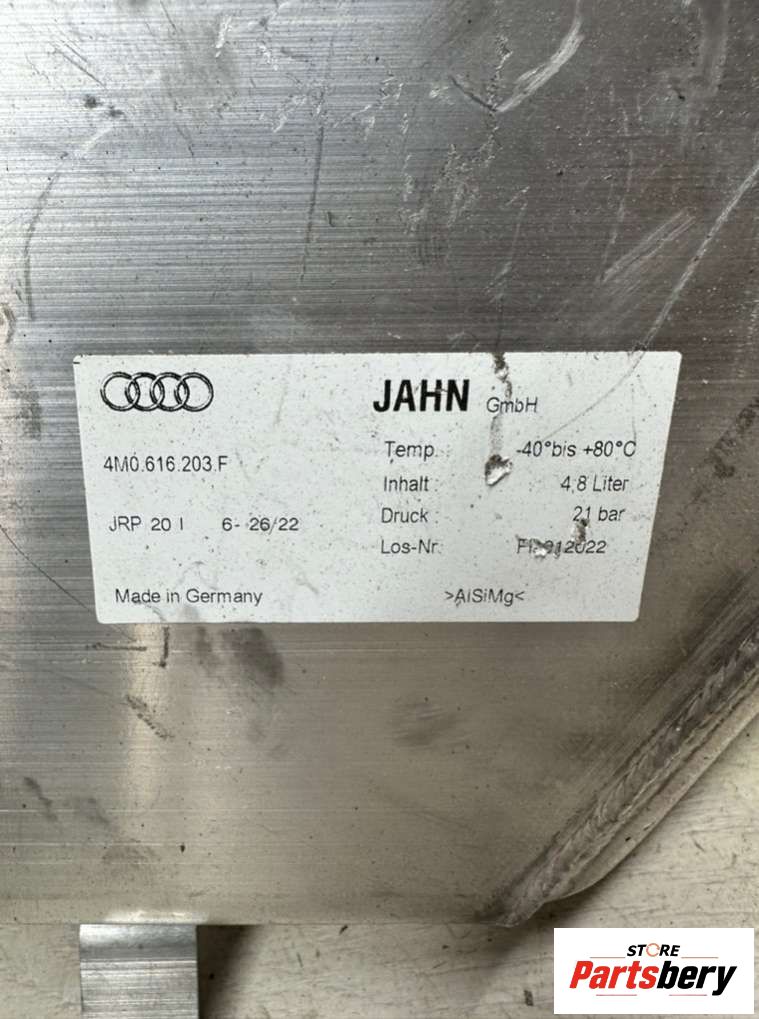 JAHN GmbH
4M0.616.203.F
Temp. : -40°bis +80°C
Inhalt : 4,8 Liter
JRP 20 I 6- 26/22
Druck : 21 bar
Los-Nr.
Made in Germany >AlSiMg<
STORE
Partsbery